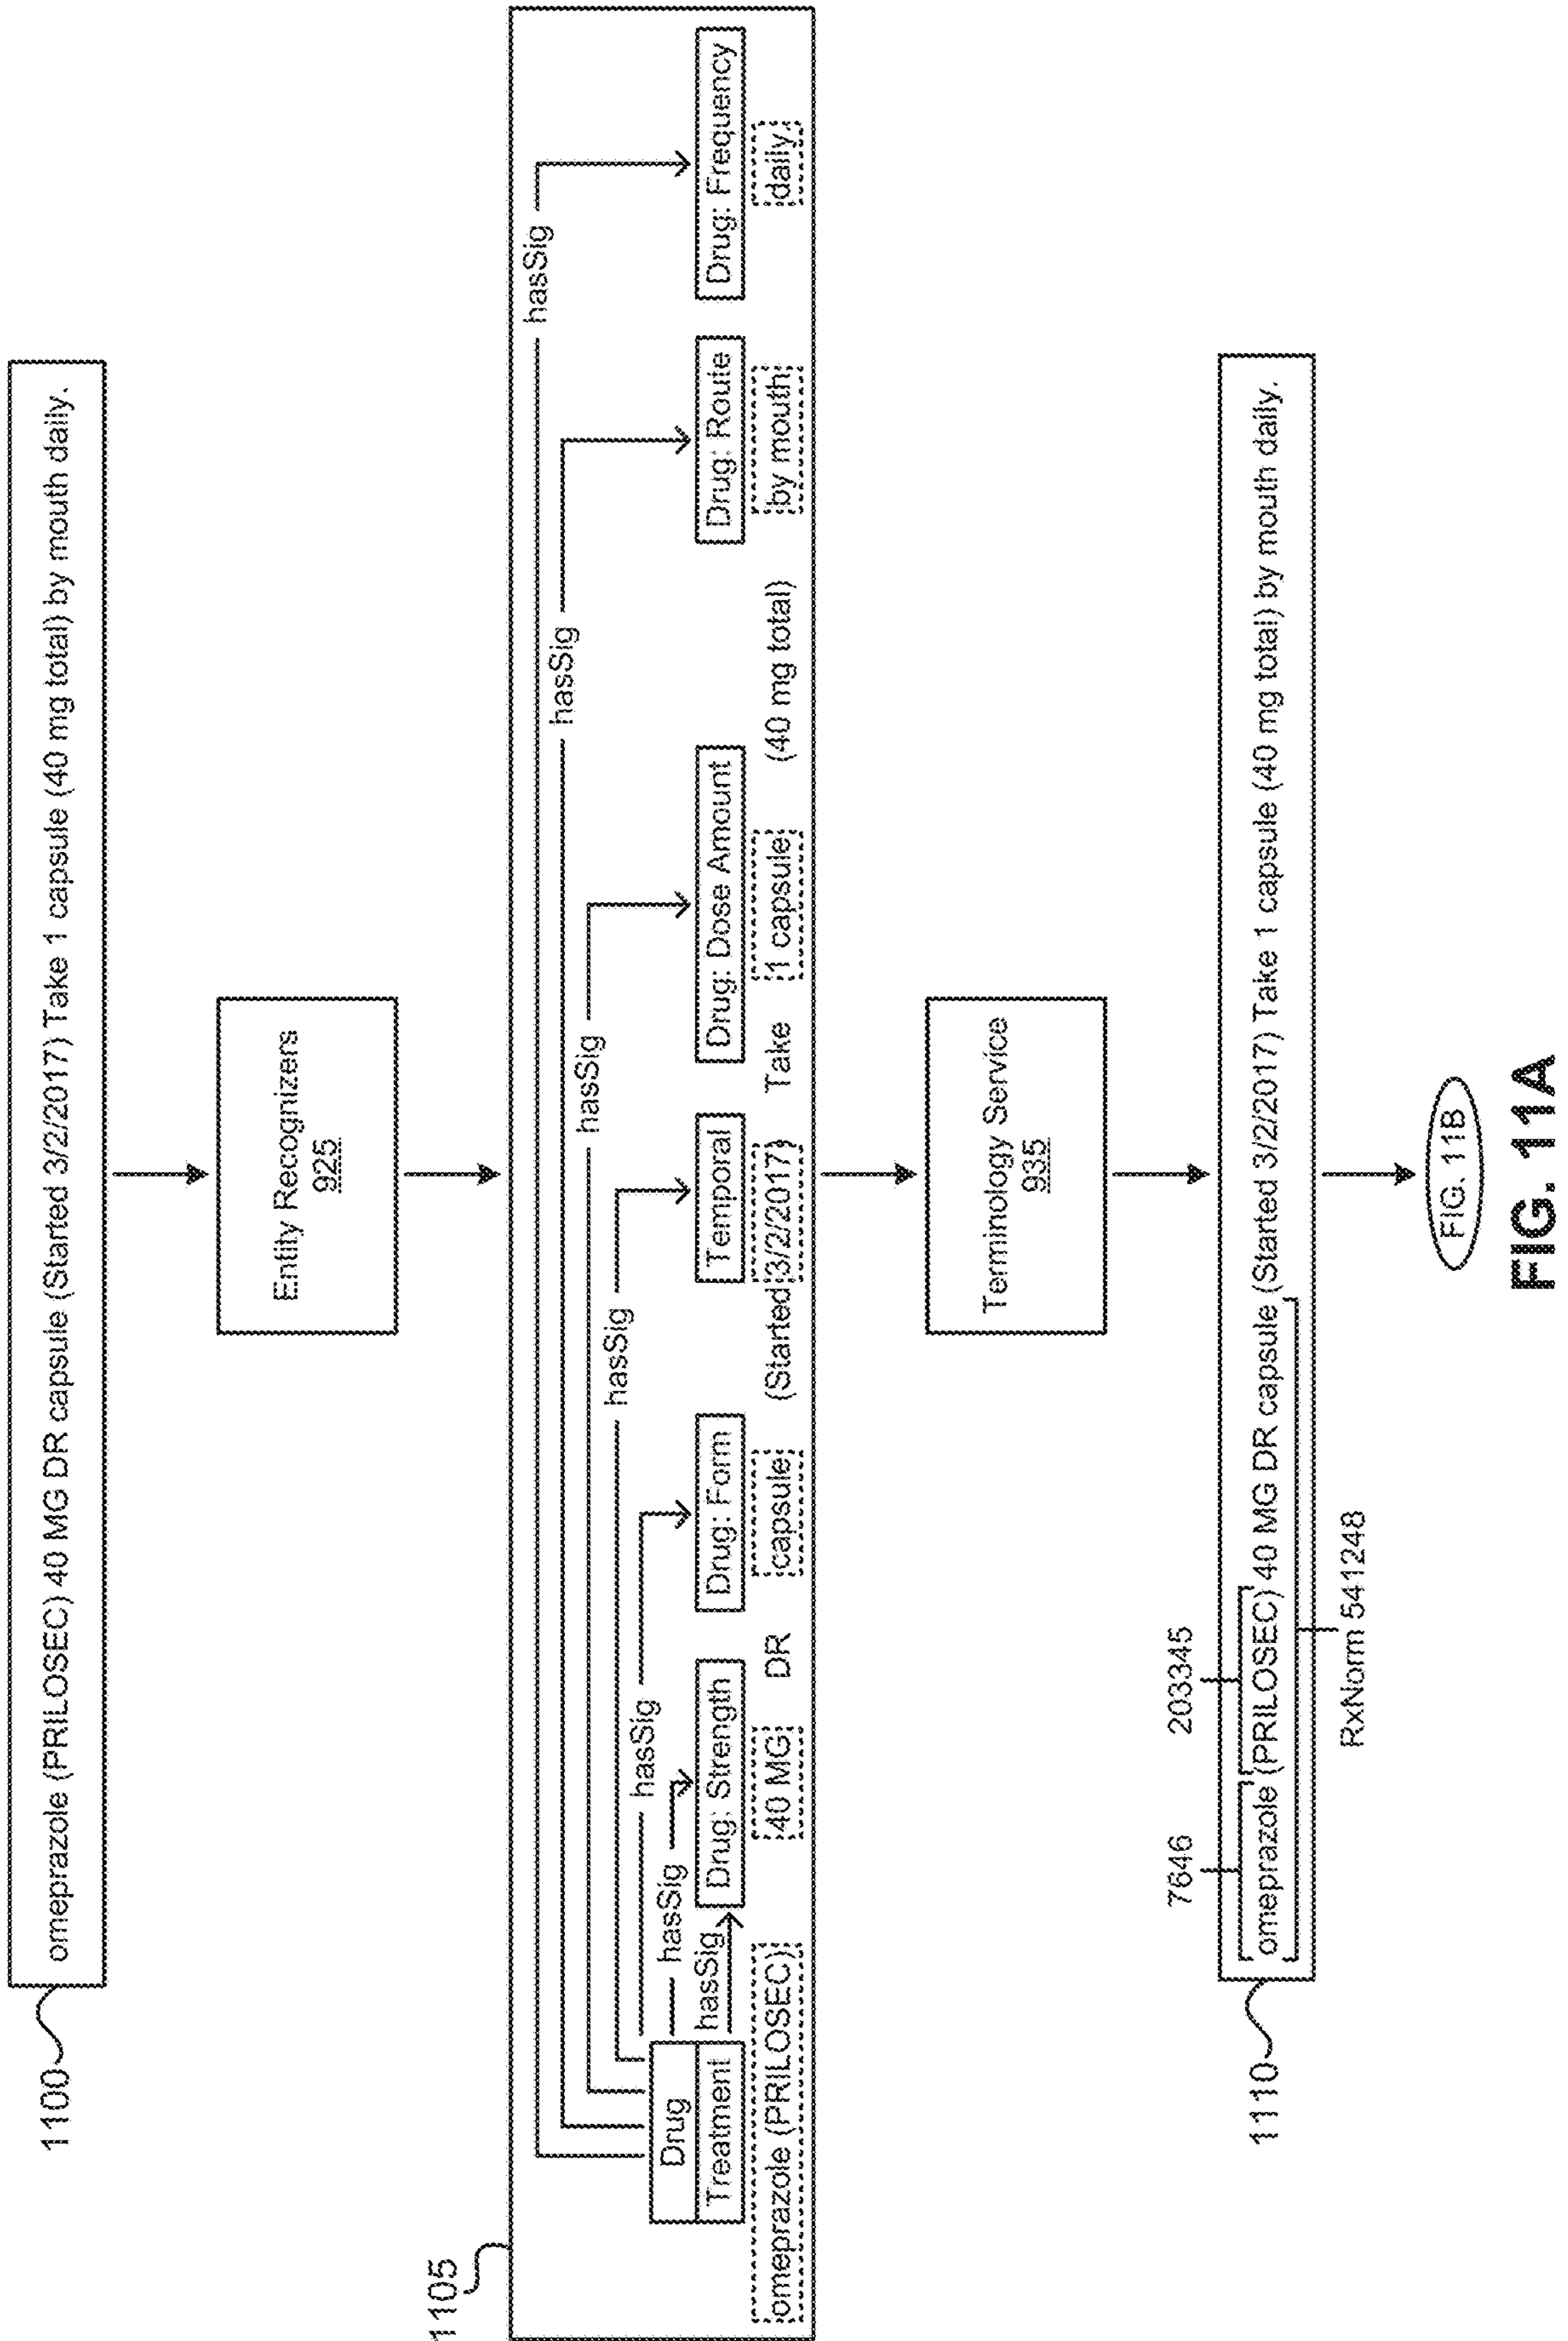 1100
omeprazole (PRILOSEC) 40 MG DR capsule (Started 3/2/2017) Take 1 capsule (40 mg total) by mouth daily.
Entity Recognizers
925
1105
hasSig
hasSig
hasSig
hasSig
hasSig
Drug hasSig
Treatment hasSig Drug: Strength Drug: Form Temporal Drug: Dose Amount Drug: Route Drug: Frequency
omeprazole (PRILOSEC) 40 MG DR capsule (Started 3/2/2017) Take 1 capsule (40 mg total) by mouth daily.
Terminology Service
935
7646 203345
1110
omeprazole (PRILOSEC) 40 MG DR capsule (Started 3/2/2017) Take 1 capsule (40 mg total) by mouth daily.
RxNorm 541248
FIG. 11B
FIG. 11A